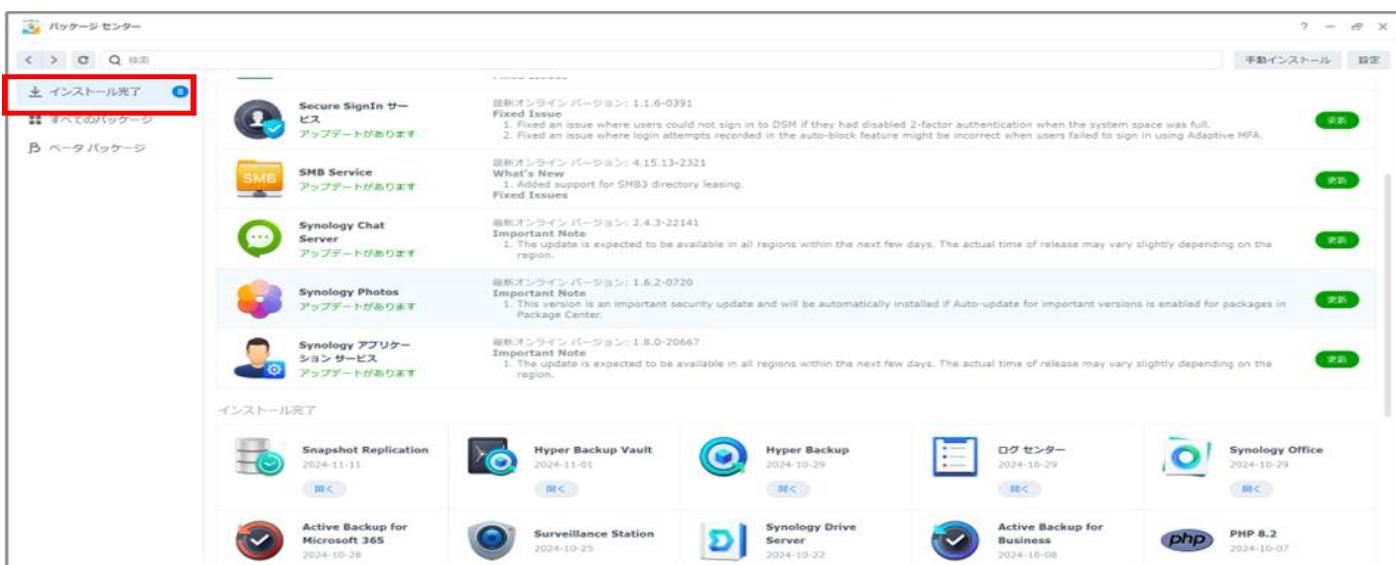 パッケージ センター
検索
手動インストール 設定
インストール完了 8
すべてのパッケージ
ベータ パッケージ
Secure SignIn サー
ビス
アップデートがあります
最新オンライン バージョン: 1.1.6-0391
Fixed Issue
1. Fixed an issue where users could not sign in to DSM if they had disabled 2-factor authentication when the system space was full.
2. Fixed an issue where login attempts recorded in the auto-block feature might be incorrect when users failed to sign in using Adaptive MFA.
更新
SMB
SMB Service
アップデートがあります
最新オンライン バージョン: 4.15.13-2321
What's New
1. Added support for SMB3 directory leasing.
Fixed Issues
更新
Synology Chat
Server
アップデートがあります
最新オンライン バージョン: 2.4.3-22141
Important Note
1. The update is expected to be available in all regions within the next few days. The actual time of release may vary slightly depending on the
region.
更新
Synology Photos
アップデートがあります
最新オンライン バージョン: 1.6.2-0720
Important Note
1. This version is an important security update and will be automatically installed if Auto-update for important versions is enabled for packages in
Package Center.
更新
Synology アプリケー
ション サービス
アップデートがあります
最新オンライン バージョン: 1.8.0-20667
Important Note
1. The update is expected to be available in all regions within the next few days. The actual time of release may vary slightly depending on the
region.
更新
インストール完了
Snapshot Replication
2024-11-11
開く
Hyper Backup Vault
2024-11-01
開く
Hyper Backup
2024-10-29
開く
ログ センター
2024-10-29
開く
Synology Office
2024-10-29
開く
Active Backup for
Microsoft 365
2024-10-28
Surveillance Station
2024-10-25
Synology Drive
Server
2024-10-22
Active Backup for
Business
2024-10-08
php
PHP 8.2
2024-10-07